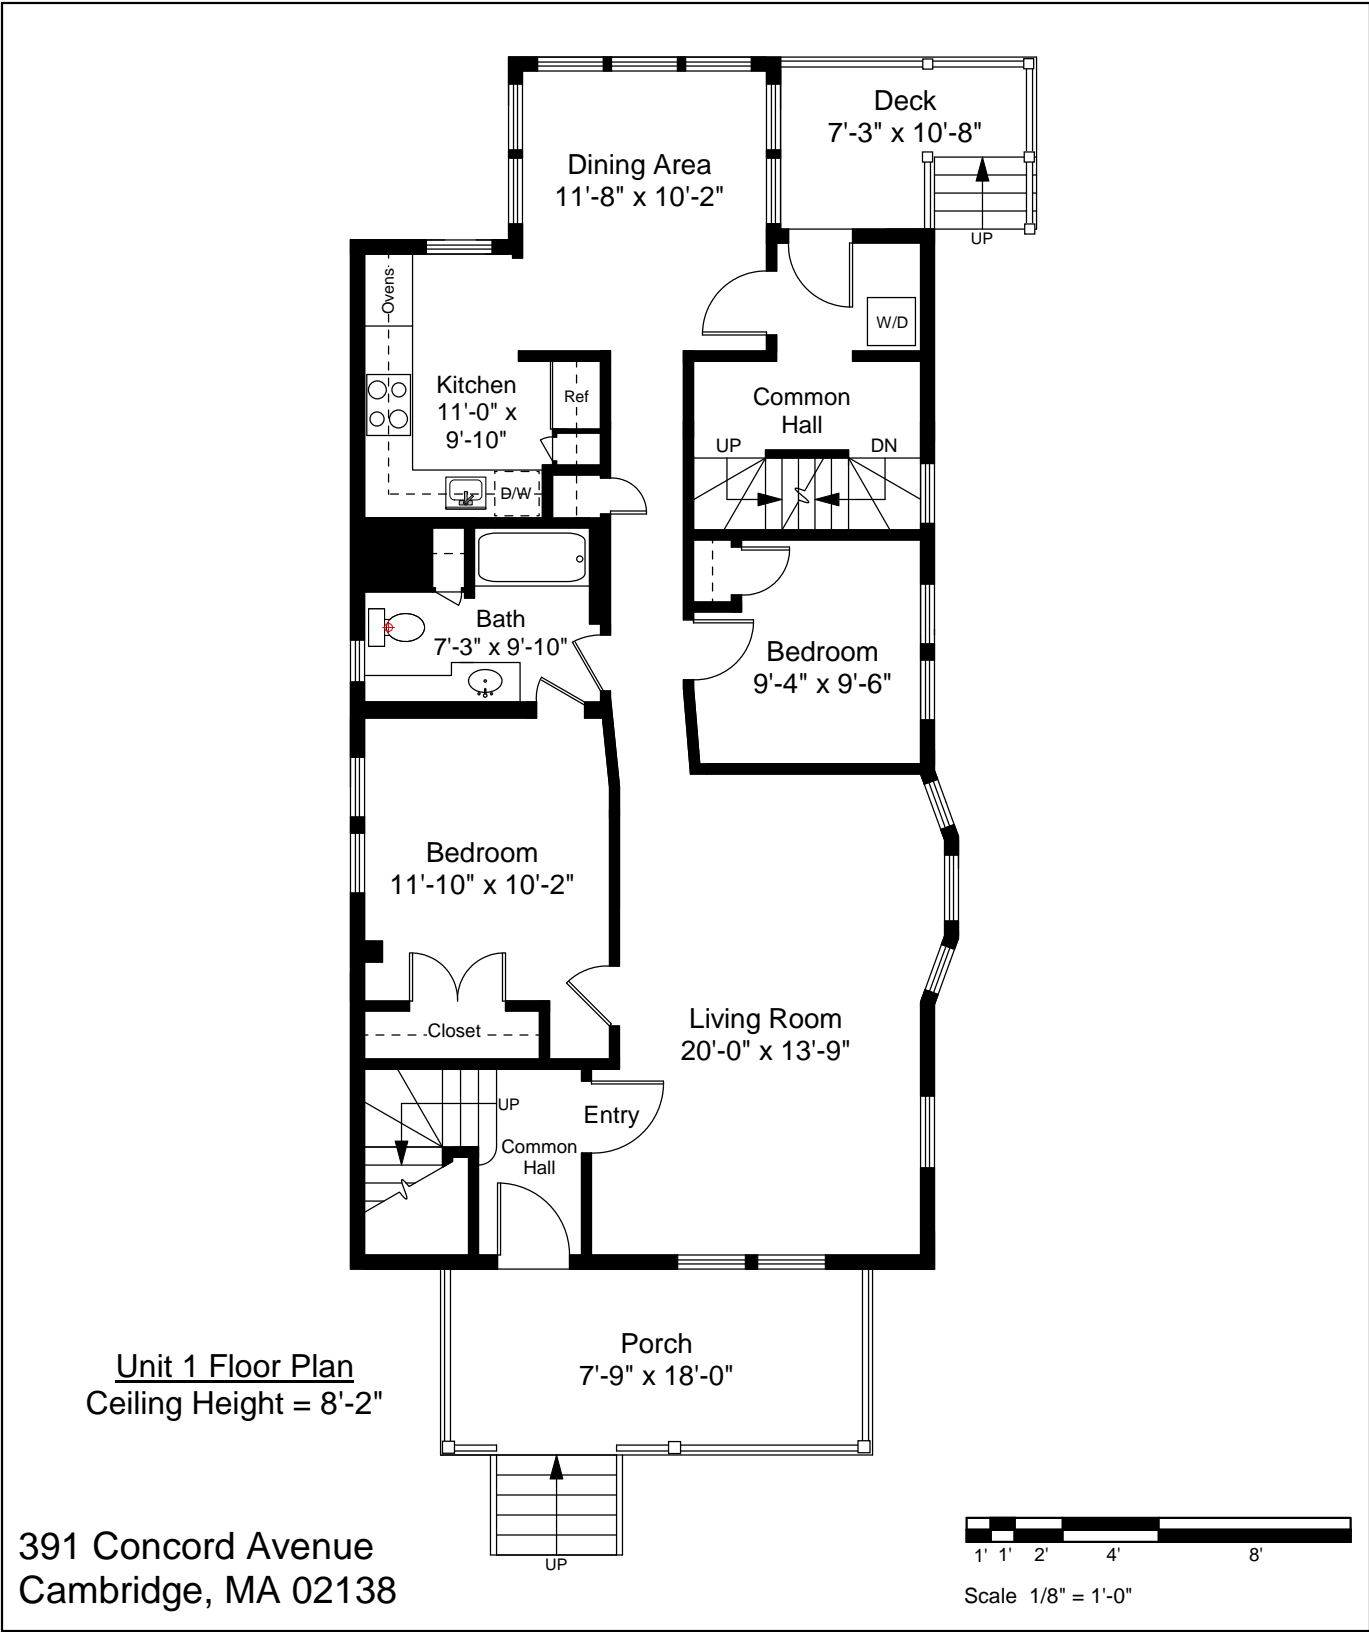 Deck
7'-3" x 10'-8"
Dining Area
11'-8" x 10'-2"
UP
Ovens
W/D
Kitchen
11'-0" x
9'-10"
Ref
Common
Hall
UP
DN
D/W
Bath
7'-3" x 9'-10"
Bedroom
9'-4" x 9'-6"
Bedroom
11'-10" x 10'-2"
Closet
Living Room
20'-0" x 13'-9"
UP
Entry
Common
Hall
Porch
7'-9" x 18'-0"
Unit 1 Floor Plan
Ceiling Height = 8'-2"
UP
391 Concord Avenue
Cambridge, MA 02138
1' 1' 2' 4' 8'
Scale 1/8" = 1'-0"